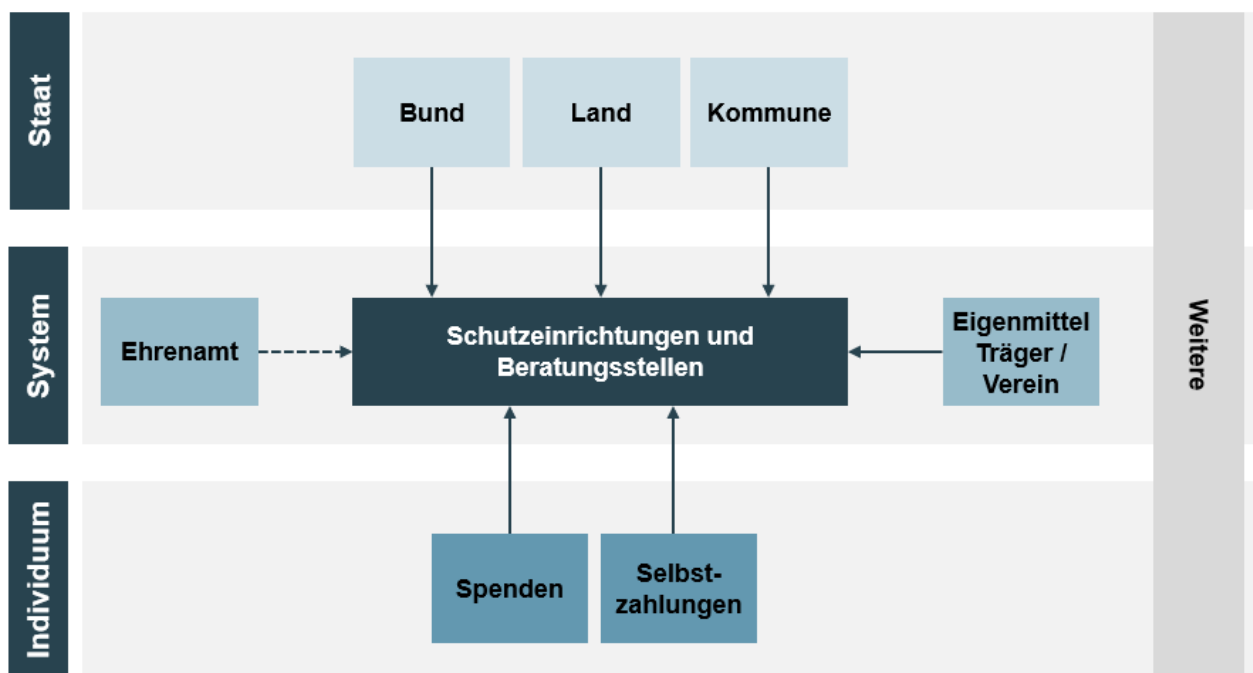 Staat
Bund
Land
Kommune
System
Ehrenamt
Schutzeinrichtungen und
Beratungsstellen
Eigenmittel
Träger /
Verein
Weitere
Individuum
Spenden
Selbst-
zahlungen